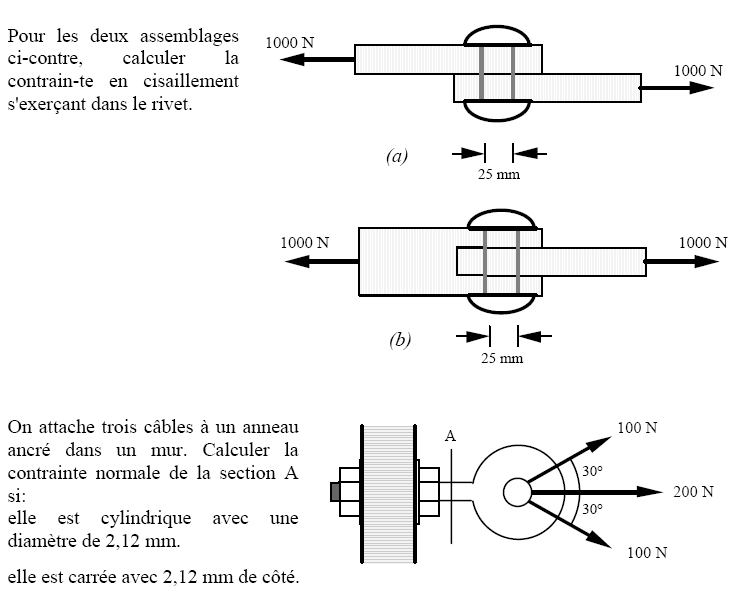 Pour les deux assemblages
ci-contre, calculer la
contrain-te en cisaillement
s'exerçant dans le rivet.
1000 N
1000 N
(a)
25 mm
1000 N
1000 N
(b)
25 mm
On attache trois câbles à un anneau
ancré dans un mur. Calculer la
contrainte normale de la section A
si:
elle est cylindrique avec une
diamètre de 2,12 mm.
elle est carrée avec 2,12 mm de côté.
A
100 N
30°
200 N
30°
100 N